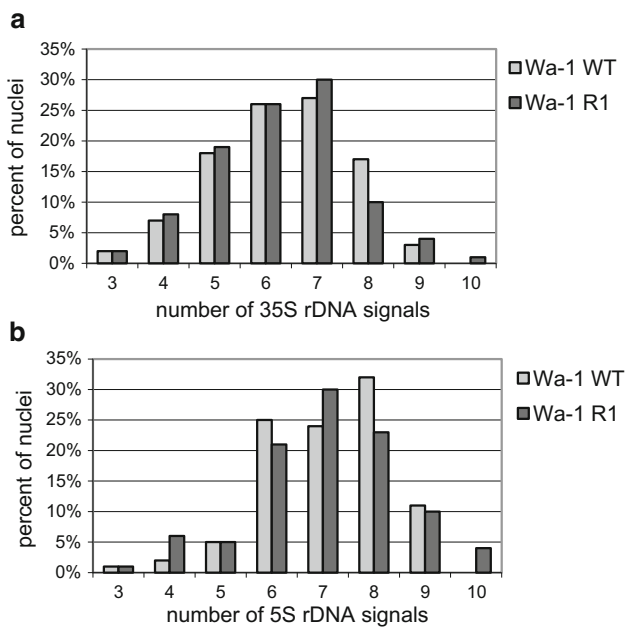 a
35%
30%
25%
20%
15%
10%
5%
0%
percent of nuclei
3 4 5 6 7 8 9 10
number of 35S rDNA signals
Wa-1 WT
Wa-1 R1
b
35%
30%
25%
20%
15%
10%
5%
0%
percent of nuclei
3 4 5 6 7 8 9 10
number of 5S rDNA signals
Wa-1 WT
Wa-1 R1